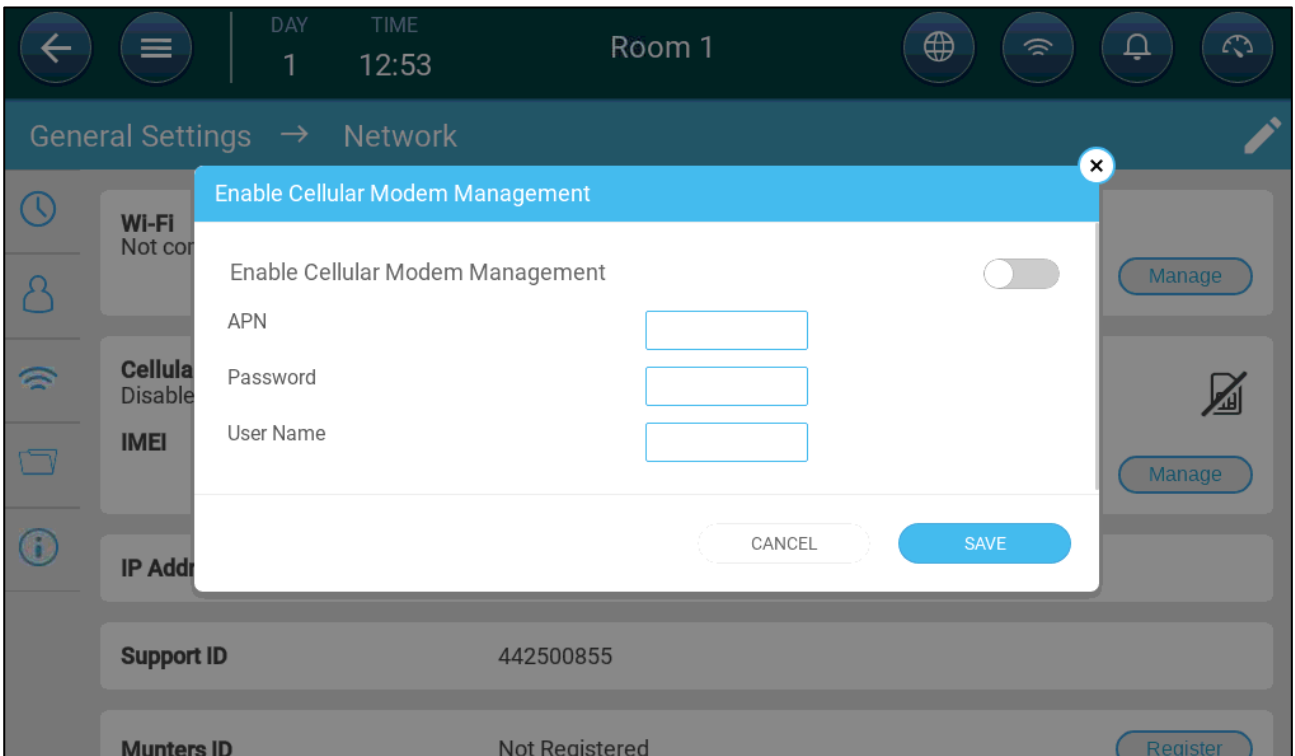 DAY TIME
1 12:53 Room 1
General Settings → Network
Enable Cellular Modem Management
Wi-Fi
Not cor
Enable Cellular Modem Management
Manage
APN
Cellula
Password
Disable
User Name
IMEI
Manage
CANCEL SAVE
IP Addr
Support ID 442500855
Munters ID Not Registered Register